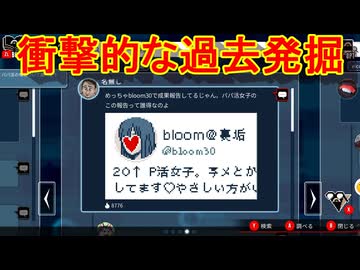 衝撃的な過去発掘
名無し
めっちゃbloom30で成果報告してるじゃん。パパ活女子の
この報告って誰得なのよ
bloom@裏垢
@bloom30
20↑ P活女子。写メとか
してます♡やさしい方がい
8776
Y 検索 A 調べる B 閉じる